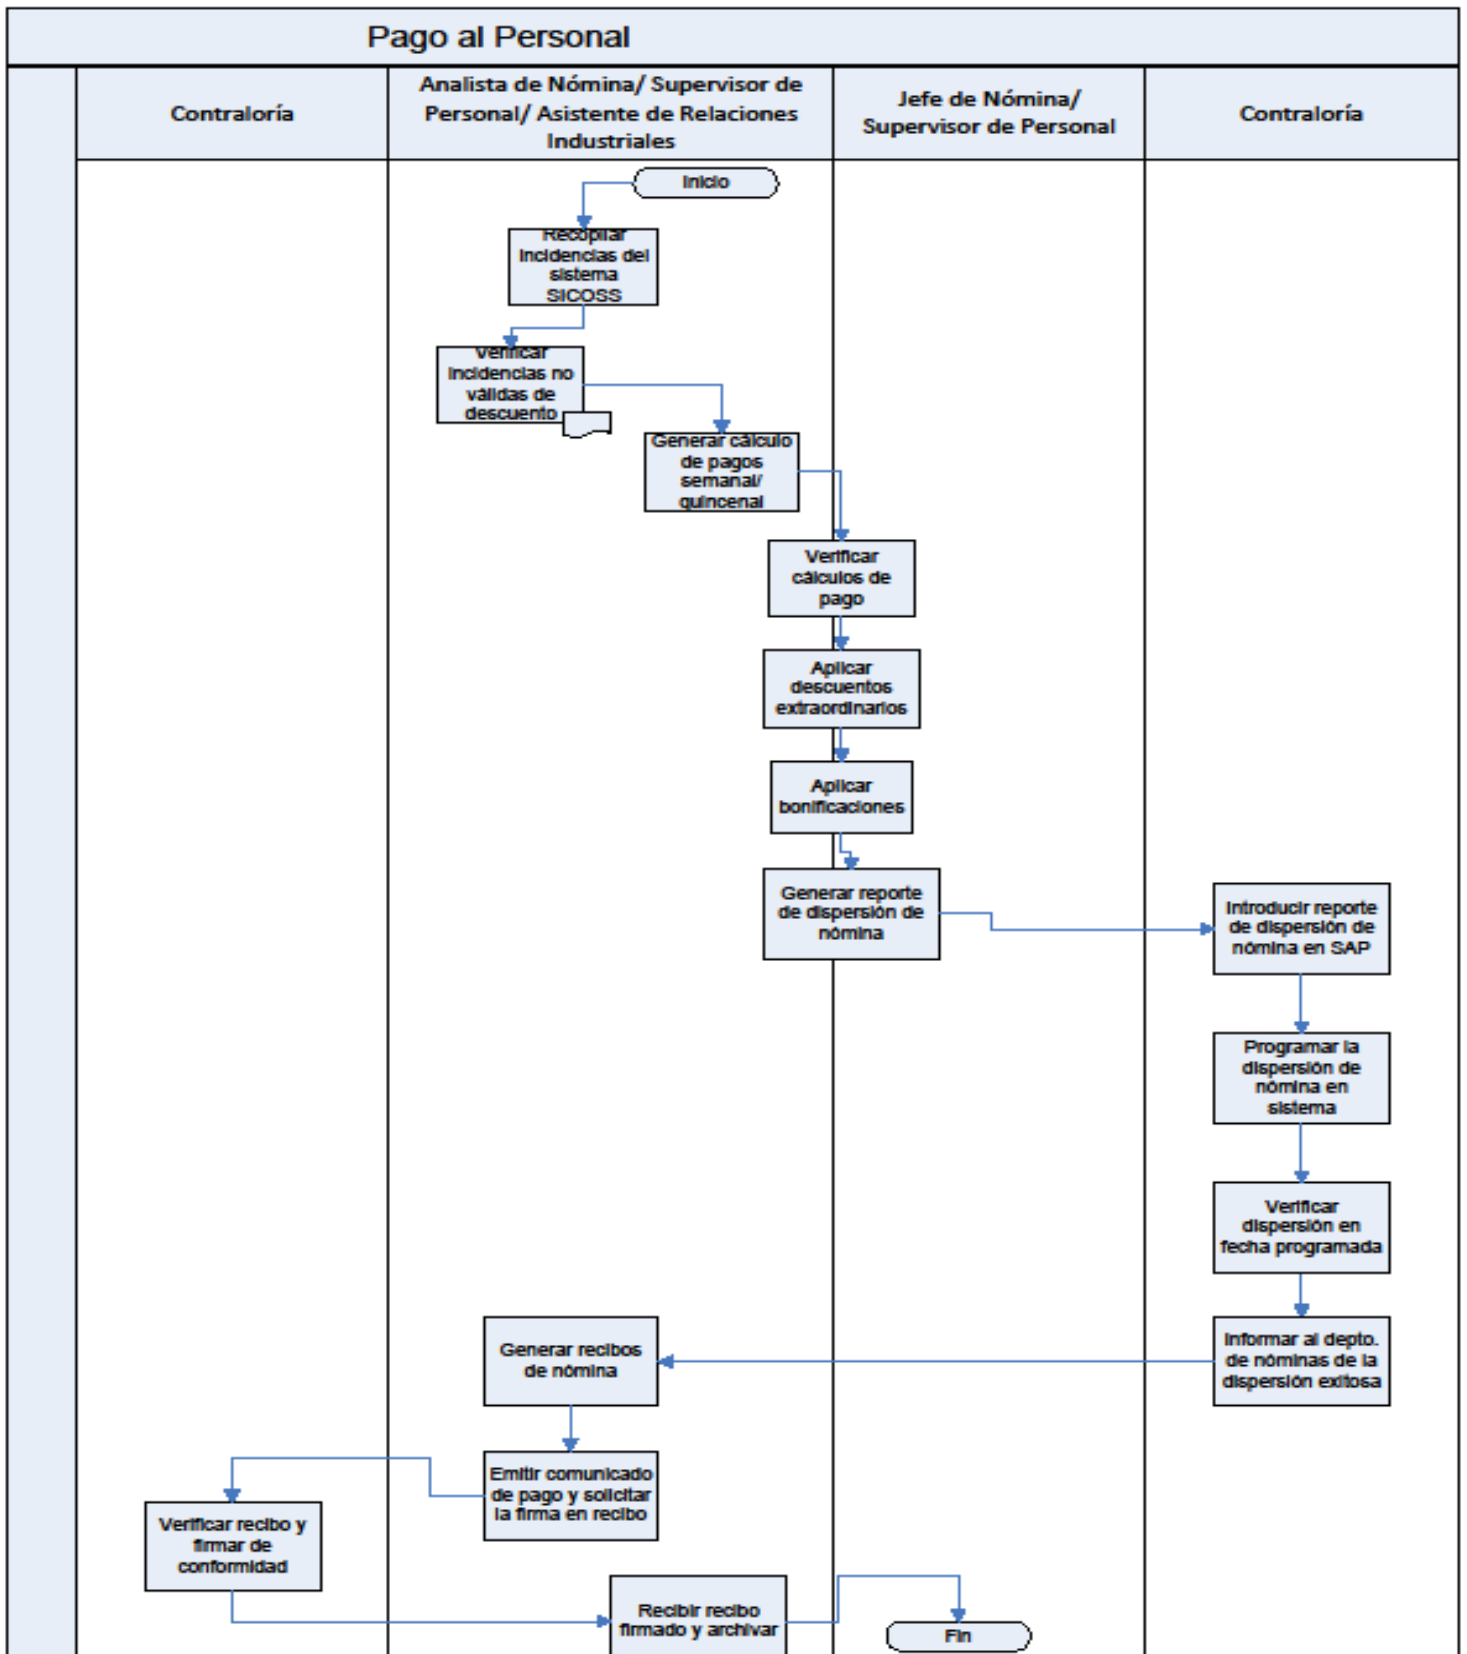 Pago al Personal
Contraloría
Analista de Nómina/ Supervisor de
Personal/ Asistente de Relaciones
Industriales
Jefe de Nómina/
Supervisor de Personal
Contraloría
Inicio
Recopilar
incidencias del
sistema
SICOSS
Verificar
incidencias no
válidas de
descuento
Generar cálculo
de pagos
semanal/
quincenal
Verificar
cálculos de
pago
Aplicar
descuentos
extraordinarios
Aplicar
bonificaciones
Generar reporte
de dispersión de
nómina
Introducir reporte
de dispersión de
nómina en SAP
Programar la
dispersión de
nómina en
sistema
Verificar
dispersión en
fecha programada
Informar al depto.
de nóminas de la
dispersión exitosa
Generar recibos
de nómina
Emitir comunicado
de pago y solicitar
la firma en recibo
Verificar recibo y
firmar de
conformidad
Recibir recibo
firmado y archivar
Fin